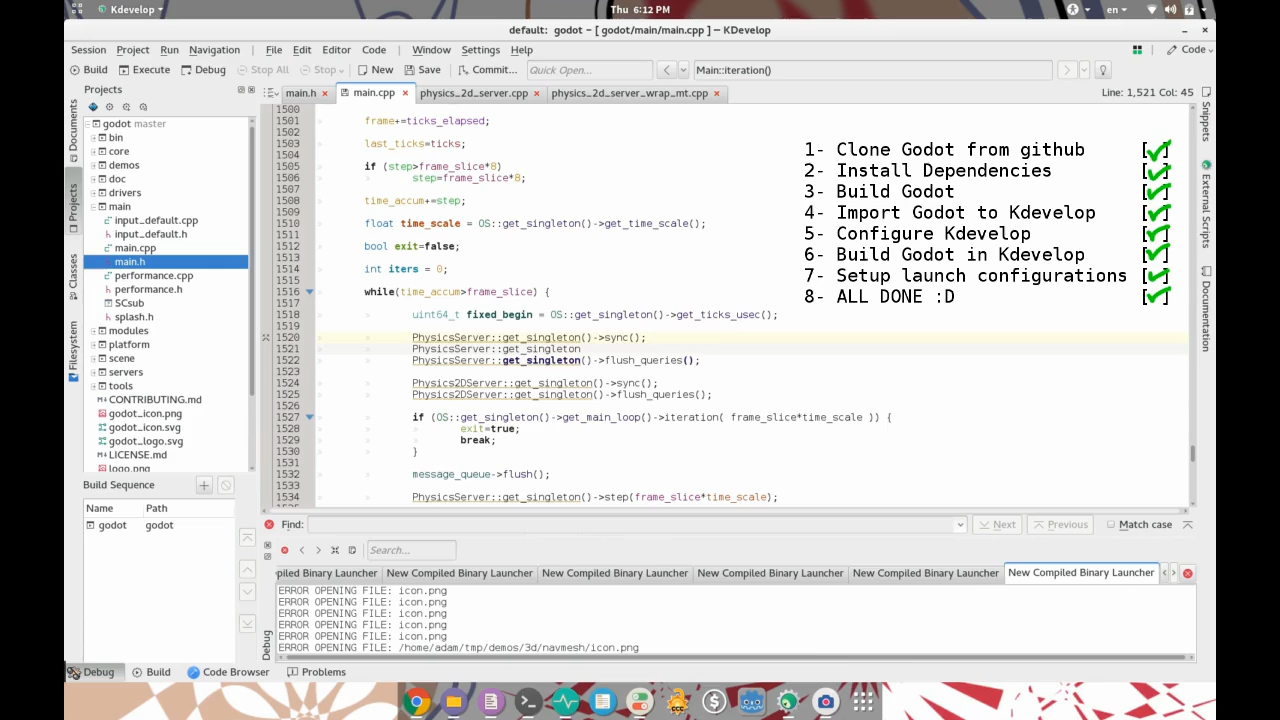 Kdevelop
Thu 6:12 PM
en
default: godot – [ godot/main/main.cpp ] — KDevelop
Session Project Run Navigation File Edit Editor Code Window Settings Help Code
Build Execute Debug Stop All Stop New Save Commit... Quick Open... Main::iteration()
Projects main.h main.cpp physics_2d_server.cpp physics_2d_server_wrap_mt.cpp Line: 1,521 Col: 45
Documents
Projects
Classes
Filesystem
godot master
bin
core
demos
doc
drivers
main
input_default.cpp
input_default.h
main.cpp
main.h
performance.cpp
performance.h
SCsub
splash.h
modules
platform
scene
servers
tools
CONTRIBUTING.md
godot_icon.png
godot_icon.svg
godot_logo.svg
LICENSE.md
logo.png
Build Sequence
Name Path
godot godot
1500
1501 frame+=ticks_elapsed;
1502
1503 last_ticks=ticks;
1504
1505 if (step>frame_slice*8)
1506 step=frame_slice*8;
1507
1508 time_accum+=step;
1509
1510 float time_scale = OS::get_singleton()->get_time_scale();
1511
1512 bool exit=false;
1513
1514 int iters = 0;
1515
1516 while(time_accum>frame_slice) {
1517
1518 uint64_t fixed_begin = OS::get_singleton()->get_ticks_usec();
1519
1520 PhysicsServer::get_singleton()->sync();
1521 PhysicsServer::get_singleton
1522 PhysicsServer::get_singleton()->flush_queries();
1523
1524 Physics2DServer::get_singleton()->sync();
1525 Physics2DServer::get_singleton()->flush_queries();
1526
1527 if (OS::get_singleton()->get_main_loop()->iteration( frame_slice*time_scale )) {
1528 exit=true;
1529 break;
1530 }
1531
1532 message_queue->flush();
1533
1534 PhysicsServer::get_singleton()->step(frame_slice*time_scale);
1- Clone Godot from github [✓]
2- Install Dependencies [✓]
3- Build Godot [✓]
4- Import Godot to Kdevelop [✓]
5- Configure Kdevelop [✓]
6- Build Godot in Kdevelop [✓]
7- Setup launch configurations [✓]
8- ALL DONE :D [✓]
Snippets
External Scripts
Documentation
Find: Next Previous Match case
Search...
piled Binary Launcher New Compiled Binary Launcher New Compiled Binary Launcher New Compiled Binary Launcher New Compiled Binary Launcher New Compiled Binary Launcher
ERROR OPENING FILE: icon.png
ERROR OPENING FILE: icon.png
ERROR OPENING FILE: icon.png
ERROR OPENING FILE: icon.png
ERROR OPENING FILE: icon.png
ERROR OPENING FILE: /home/adam/tmp/demos/3d/navmesh/icon.png
Debug
Debug Build Code Browser Problems